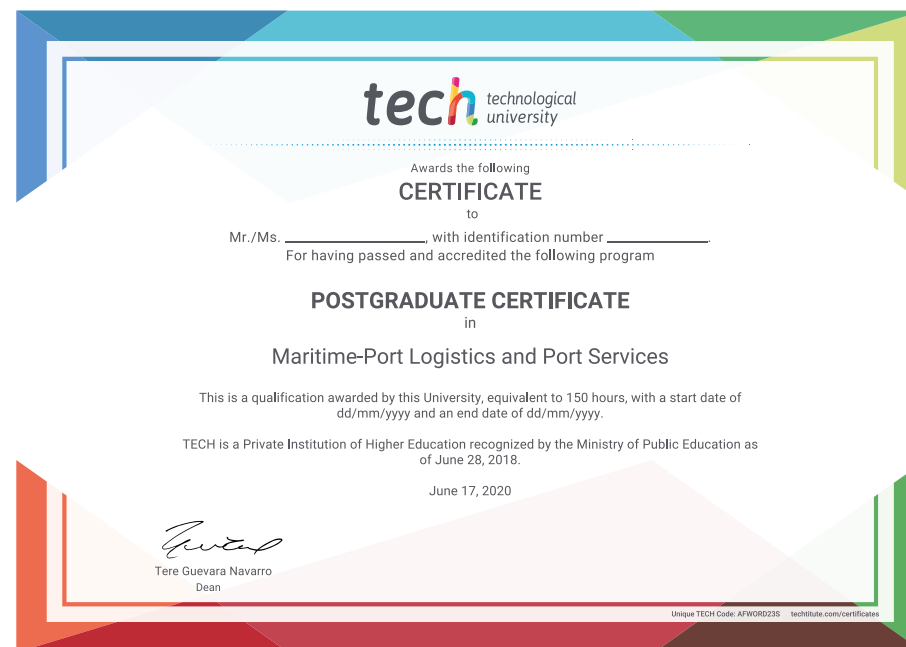 tech technological
university
Awards the following
CERTIFICATE
to
Mr./Ms. ____________, with identification number _________.
For having passed and accredited the following program
POSTGRADUATE CERTIFICATE
in
Maritime-Port Logistics and Port Services
This is a qualification awarded by this University, equivalent to 150 hours, with a start date of
dd/mm/yyyy and an end date of dd/mm/yyyy.
TECH is a Private Institution of Higher Education recognized by the Ministry of Public Education as
of June 28, 2018.
June 17, 2020
Tere Guevara Navarro
Dean
Unique TECH Code: AFWORD23S techtitute.com/certificates